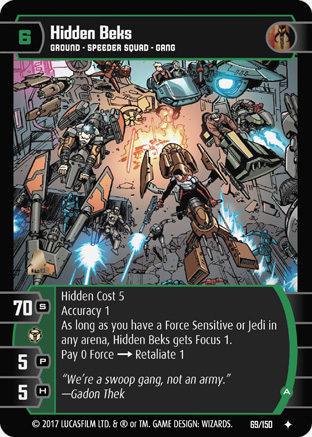 6
Hidden Beks
GROUND - SPEEDER SQUAD - GANG
70 S
5 P
5 H
Hidden Cost 5
Accuracy 1
As long as you have a Force Sensitive or Jedi in
any arena, Hidden Beks gets Focus 1.
Pay 0 Force → Retaliate 1
“We’re a swoop gang, not an army.”
—Gadon Thek
A
© 2017 LUCASFILM LTD. & ® or TM. GAME DESIGN: WIZARDS. 69/150